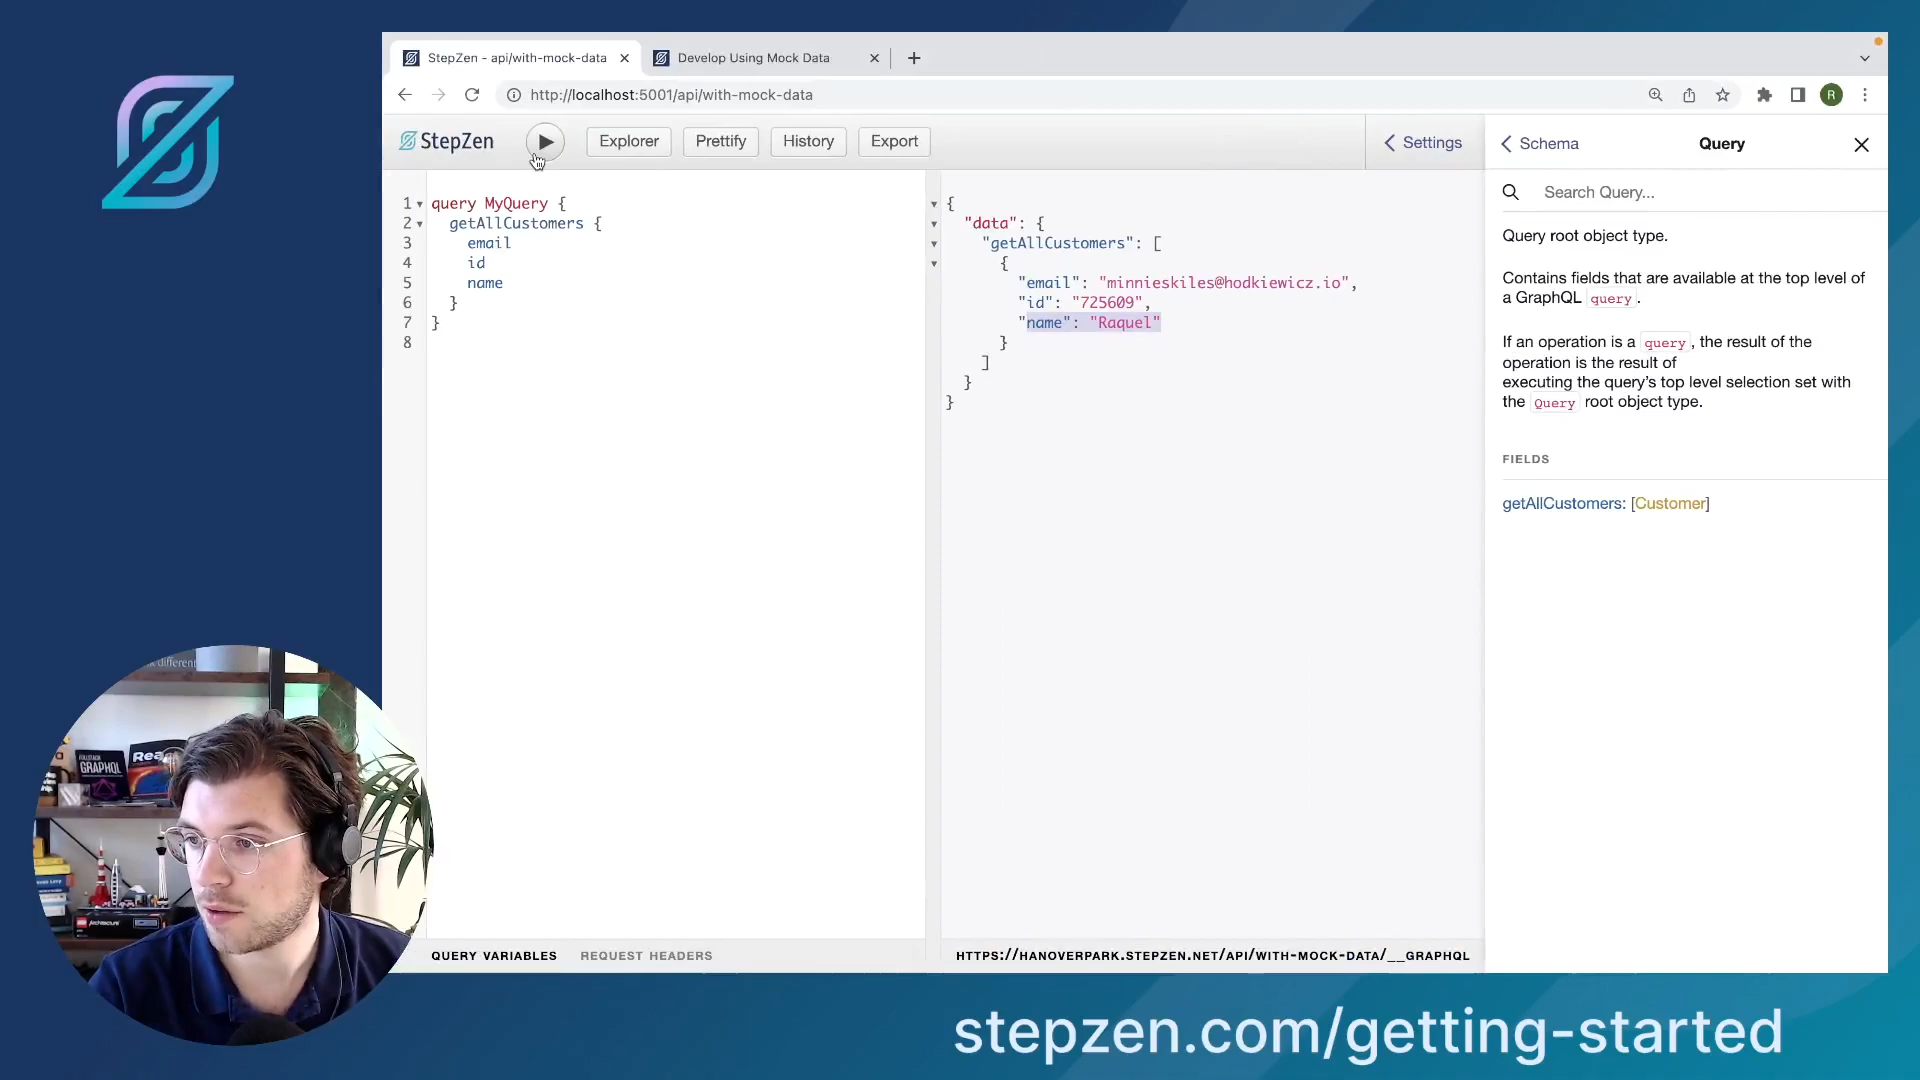 StepZen - api/with-mock-data
Develop Using Mock Data
http://localhost:5001/api/with-mock-data
R
StepZen
Explorer
Prettify
History
Export
Settings
Schema
Query
1 query MyQuery {
2 getAllCustomers {
3 email
4 id
5 name
6 }
7 }
8
{
"data": {
"getAllCustomers": [
{
"email": "minnieskiles@hodkiewicz.io",
"id": "725609",
"name": "Raquel"
}
]
}
}
Search Query...
Query root object type.
Contains fields that are available at the top level of
a GraphQL query.
If an operation is a query, the result of the
operation is the result of
executing the query's top level selection set with
the Query root object type.
FIELDS
getAllCustomers: [Customer]
QUERY VARIABLES
REQUEST HEADERS
HTTPS://HANOVERPARK.STEPZEN.NET/API/WITH-MOCK-DATA/__GRAPHQL
different
FULLSTACK
GRAPHQL
Rea
Architecture
stepzen.com/getting-started